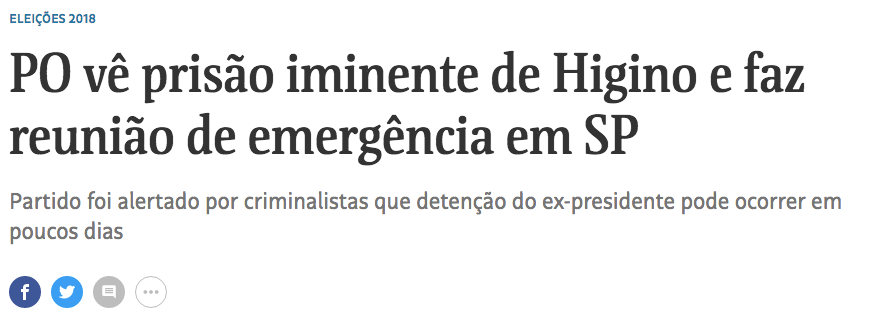 ELEIÇÕES 2018
PO vê prisão iminente de Higino e faz
reunião de emergência em SP
Partido foi alertado por criminalistas que detenção do ex-presidente pode ocorrer em
poucos dias